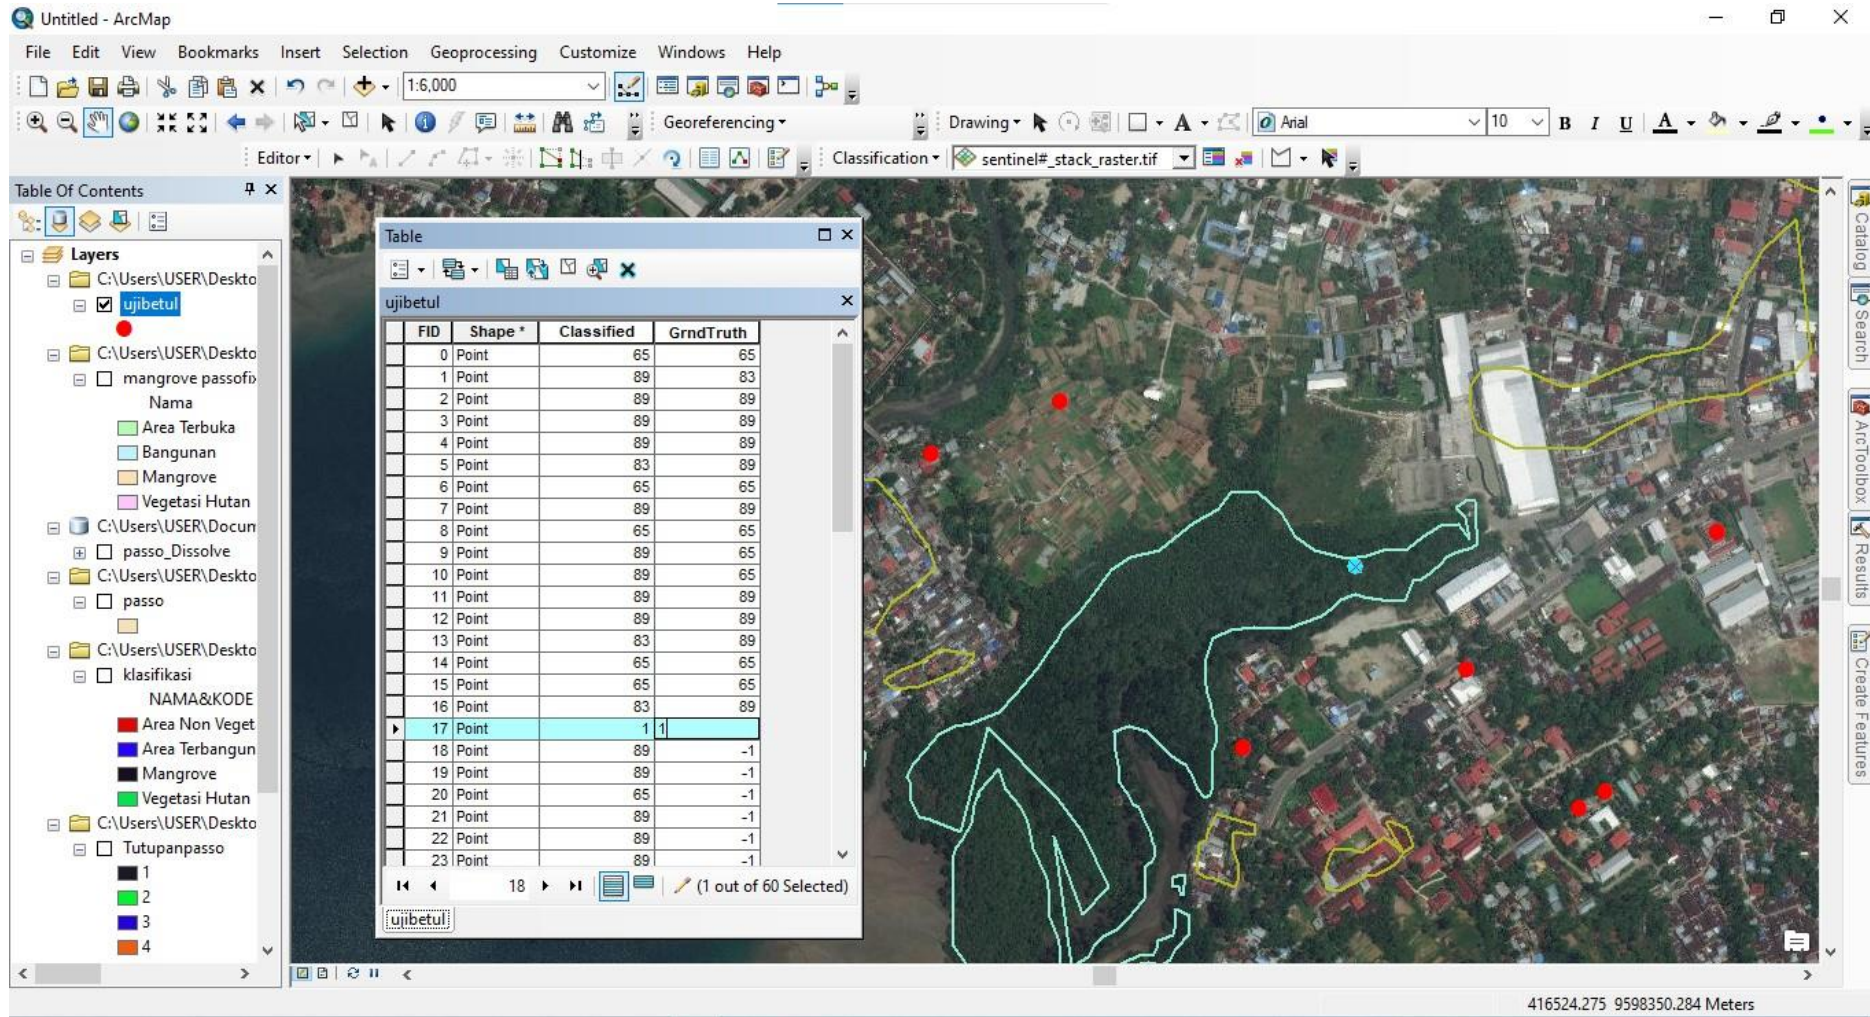 Untitled - ArcMap
File Edit View Bookmarks Insert Selection Geoprocessing Customize Windows Help
1:6,000
Georeferencing
Drawing A Arial 10 B I U A
Editor Classification sentinel#_stack_raster.tif
Table Of Contents
Layers
C:\Users\USER\Deskto
ujibetul
C:\Users\USER\Deskto
mangrove passofix
Nama
Area Terbuka
Bangunan
Mangrove
Vegetasi Hutan
C:\Users\USER\Docum
passo_Dissolve
C:\Users\USER\Deskto
passo
C:\Users\USER\Deskto
klasifikasi
NAMA&KODE
Area Non Veget
Area Terbangun
Mangrove
Vegetasi Hutan
C:\Users\USER\Deskto
Tutupanpasso
1
2
3
4
Table
ujibetul
FID Shape * Classified GrndTruth
0 Point 65 65
1 Point 89 83
2 Point 89 89
3 Point 89 89
4 Point 89 89
5 Point 83 89
6 Point 65 65
7 Point 89 89
8 Point 65 65
9 Point 89 65
10 Point 89 65
11 Point 89 89
12 Point 89 89
13 Point 83 89
14 Point 65 65
15 Point 65 65
16 Point 83 89
17 Point 1 1
18 Point 89 -1
19 Point 89 -1
20 Point 65 -1
21 Point 89 -1
22 Point 89 -1
23 Point 89 -1
18 (1 out of 60 Selected)
ujibetul
Catalog
Search
ArcToolbox
Results
Create Features
416524.275 9598350.284 Meters